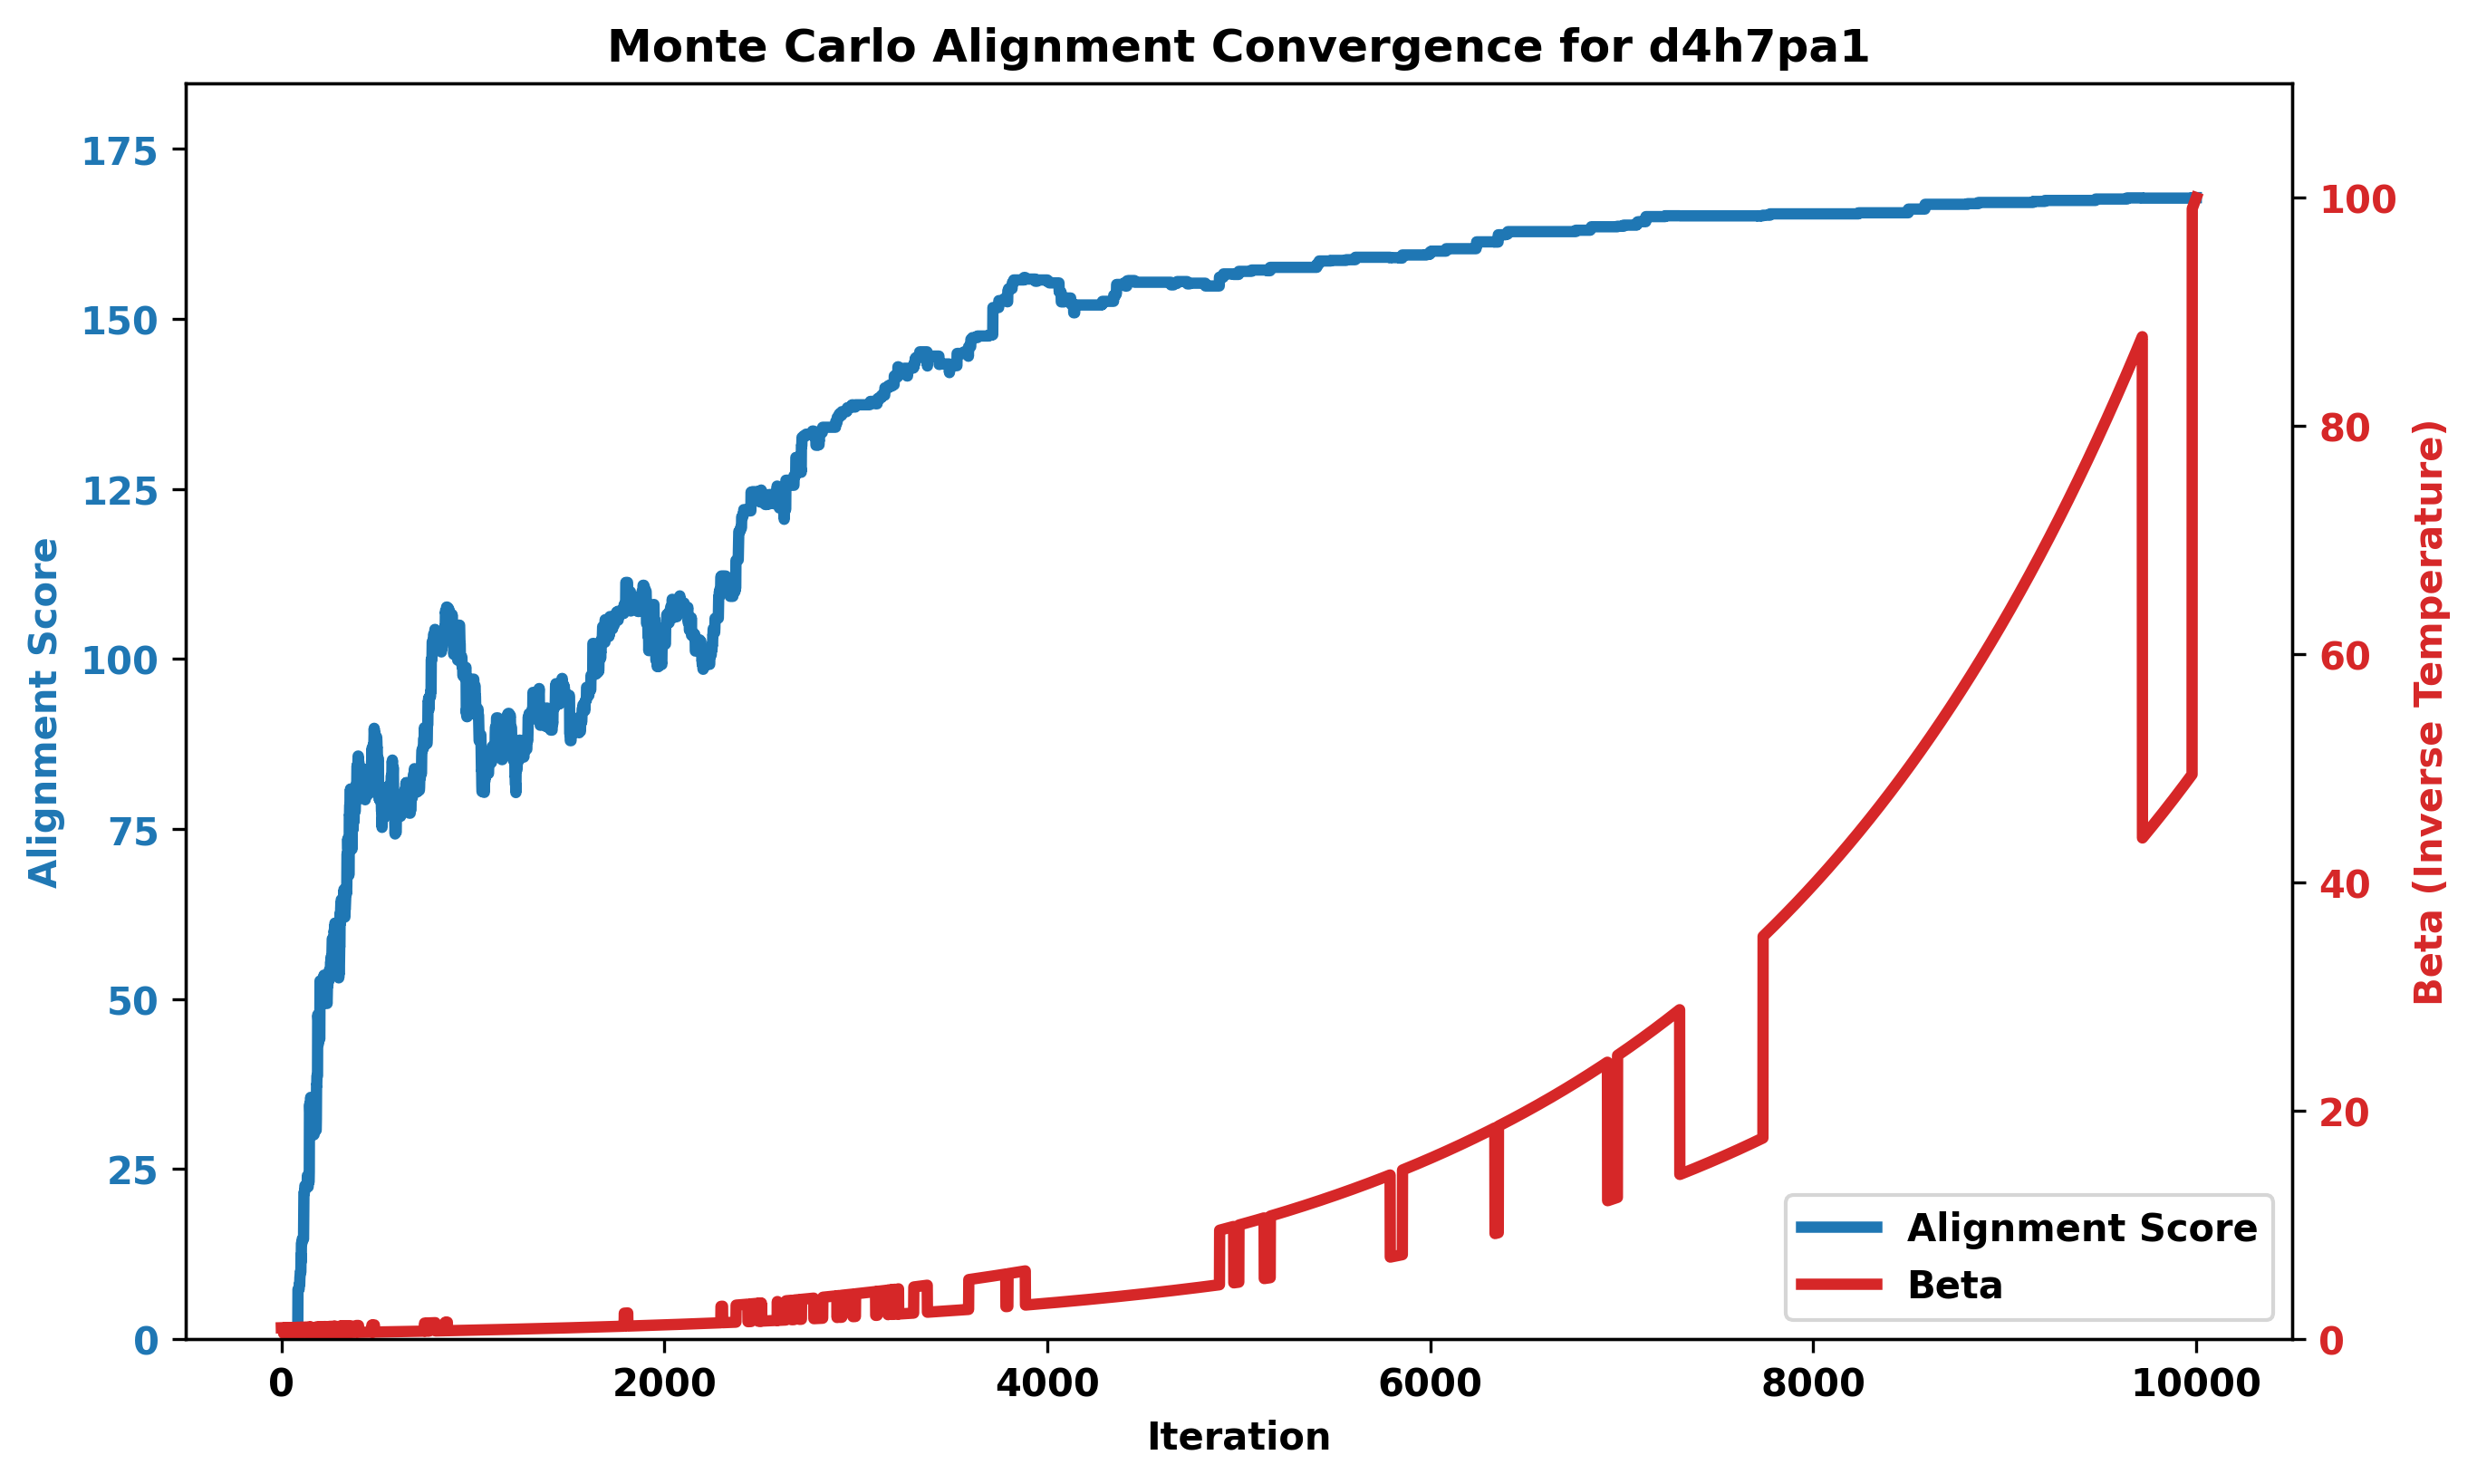 Monte Carlo Alignment Convergence for d4h7pa1
175
150
125
100
75
50
25
0
Alignment Score
100
80
60
40
20
0
Beta (Inverse Temperature)
Alignment Score
Beta
0 2000 4000 6000 8000 10000
Iteration